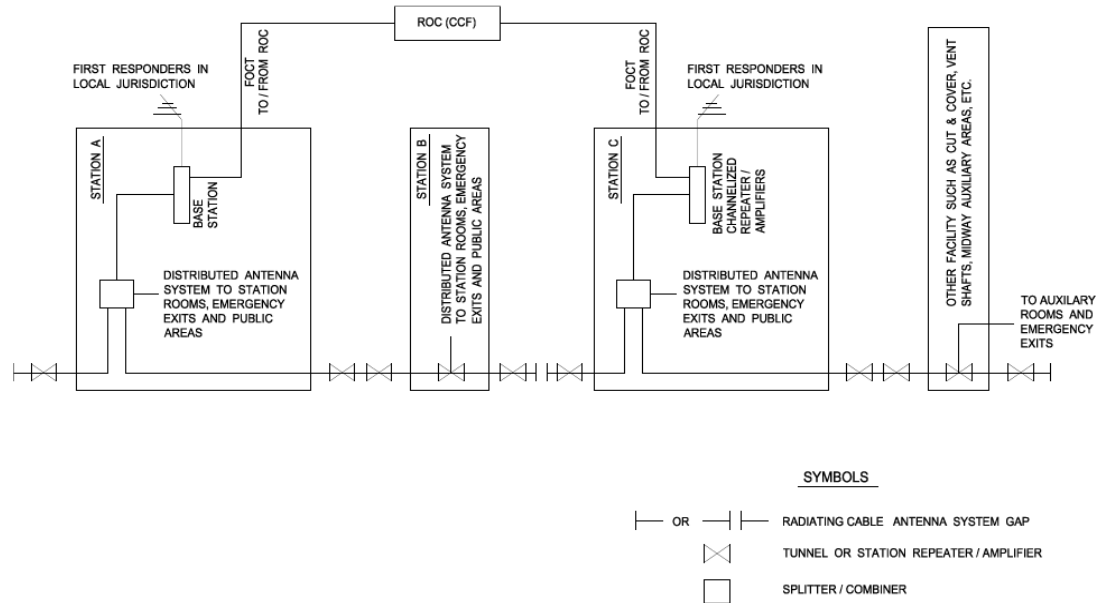 ROC (CCF)
FOCT
TO / FROM ROC
FOCT
TO / FROM ROC
FIRST RESPONDERS IN
LOCAL JURISDICTION
FIRST RESPONDERS IN
LOCAL JURISDICTION
STATION A
BASE
STATION
DISTRIBUTED ANTENNA
SYSTEM TO STATION
ROOMS, EMERGENCY
EXITS AND PUBLIC
AREAS
STATION B
DISTRIBUTED ANTENNA SYSTEM
TO STATION ROOMS, EMERGENCY
EXITS AND PUBLIC AREAS
STATION C
BASE STATION
CHANNELIZED
REPEATER /
AMPLIFIERS
DISTRIBUTED ANTENNA
SYSTEM TO STATION
ROOMS, EMERGENCY
EXITS AND PUBLIC
AREAS
OTHER FACILITY SUCH AS CUT & COVER, VENT
SHAFTS, MIDWAY AUXILIARY AREAS, ETC.
TO AUXILARY
ROOMS AND
EMERGENCY
EXITS
SYMBOLS
OR
RADIATING CABLE ANTENNA SYSTEM GAP
TUNNEL OR STATION REPEATER / AMPLIFIER
SPLITTER / COMBINER